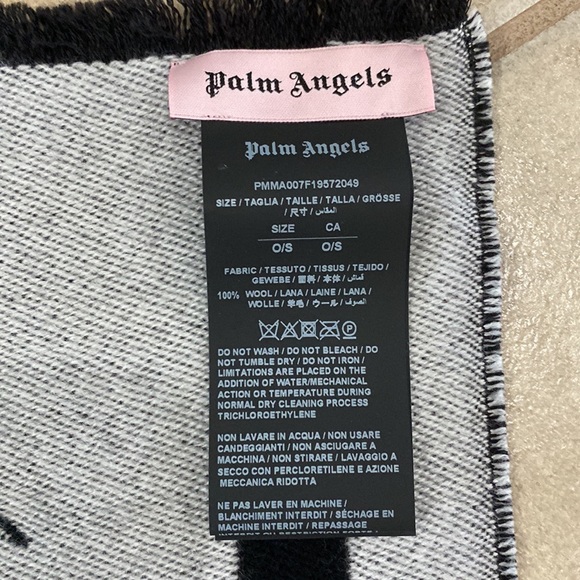 Palm Angels
Palm Angels
PMMA007F19572049
SIZE / TAGLIA / TAILLE / TALLA / GRÖSSE
/ 尺寸 / المقاس /
SIZE CA
O/S O/S
FABRIC / TESSUTO / TISSUS / TEJIDO /
GEWEBE / 面料 / 本体 / قماش /
100% WOOL / LANA / LAINE / LANA /
WOLLE / 羊毛 / ウール / الصوف /
DO NOT WASH / DO NOT BLEACH / DO
NOT TUMBLE DRY / DO NOT IRON /
LIMITATIONS ARE PLACED ON THE
ADDITION OF WATER/MECHANICAL
ACTION OR TEMPERATURE DURING
NORMAL DRY CLEANING PROCESS
TRICHLOROETHYLENE
NON LAVARE IN ACQUA / NON USARE
CANDEGGIANTI / NON ASCIUGARE A
MACCHINA / NON STIRARE / LAVAGGIO A
SECCO CON PERCLORETILENE E AZIONE
MECCANICA RIDOTTA
NE PAS LAVER EN MACHINE /
BLANCHIMENT INTERDIT / SÉCHAGE EN
MACHINE INTERDIT / REPASSAGE